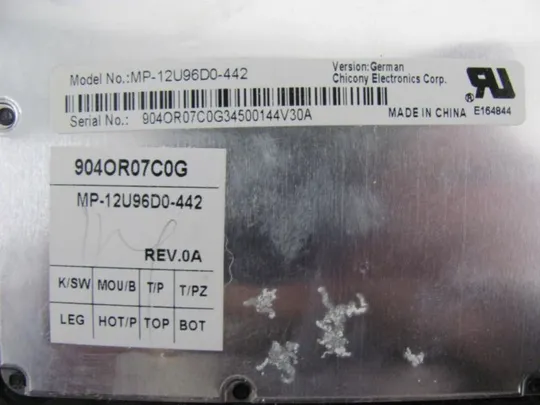 Model No.:MP-12U96D0-442
Version:German
Chicony Electronics Corp.
Serial No.: 904OR07C0G34500144V30A
MADE IN CHINA
E164844
904OR07C0G
MP-12U96D0-442
REV.0A
K/SW MOU/B T/P T/PZ
LEG HOT/P TOP BOT